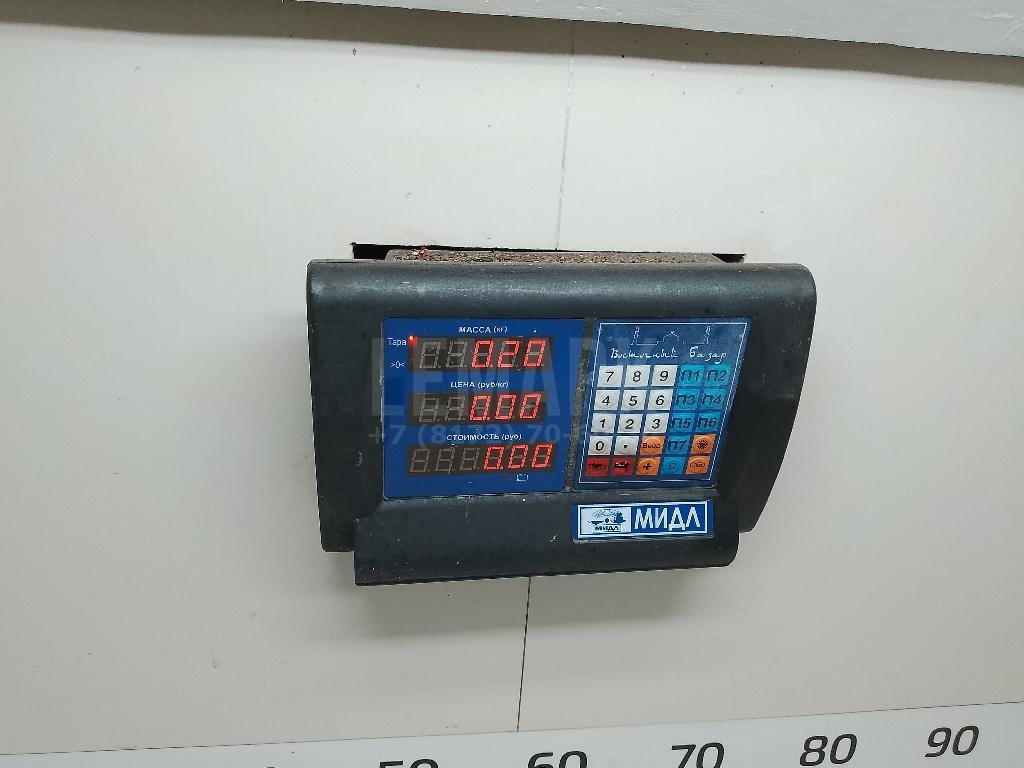 МАССА (кг)
Тара
0.20
>0<
ЦЕНА (руб/кг)
0.00
СТОИМОСТЬ (руб)
0.00
Восточный базар
7 8 9 П1 П2
4 5 6 П3 П4
1 2 3 П5 П6
0 . П7
+
МИДЛ
МИДЛ
50 60 70 80 90